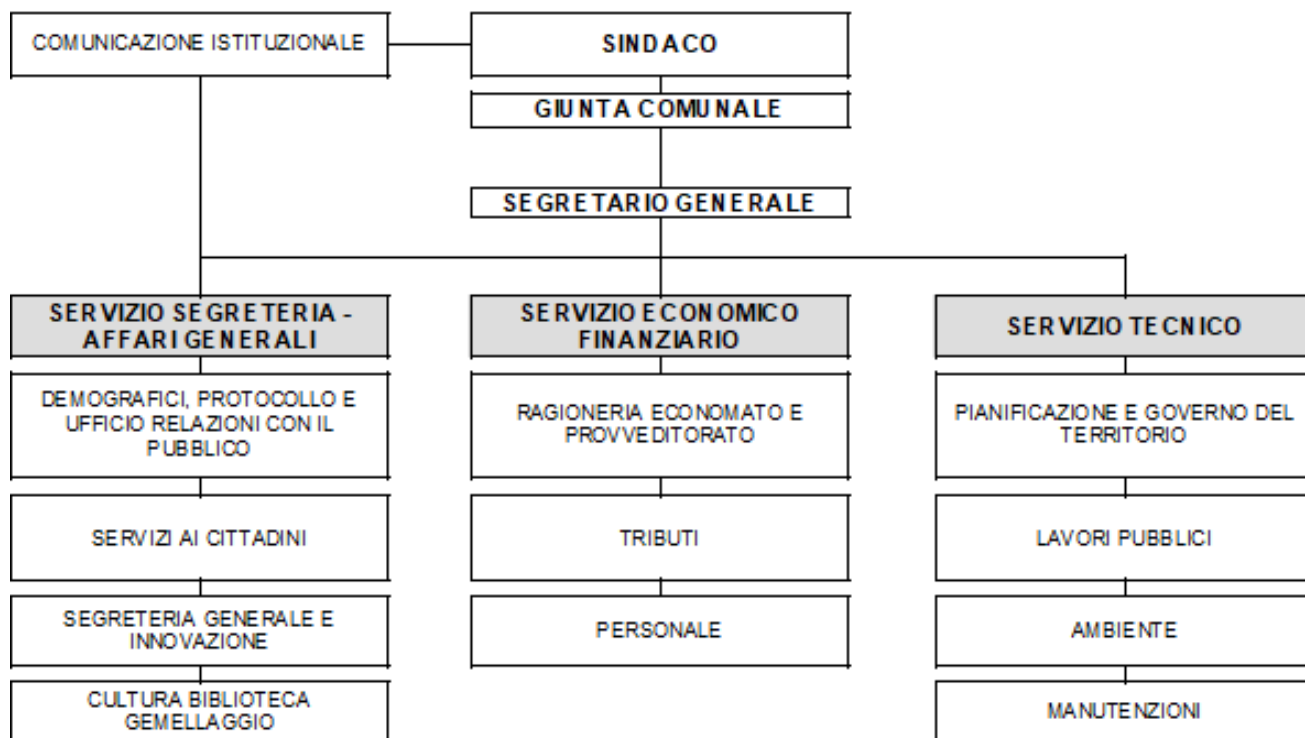 COMUNICAZIONE ISTITUZIONALE
SINDACO
GIUNTA COMUNALE
SEGRETARIO GENERALE
SERVIZIO SEGRETERIA -
AFFARI GENERALI
SERVIZIO ECONOMICO
FINANZIARIO
SERVIZIO TECNICO
DEMOGRAFICI, PROTOCOLLO E
UFFICIO RELAZIONI CON IL
PUBBLICO
RAGIONERIA ECONOMATO E
PROVVEDITORATO
PIANIFICAZIONE E GOVERNO DEL
TERRITORIO
SERVIZI AI CITTADINI
TRIBUTI
LAVORI PUBBLICI
SEGRETERIA GENERALE E
INNOVAZIONE
PERSONALE
AMBIENTE
CULTURA BIBLIOTECA
GEMELLAGGIO
MANUTENZIONI